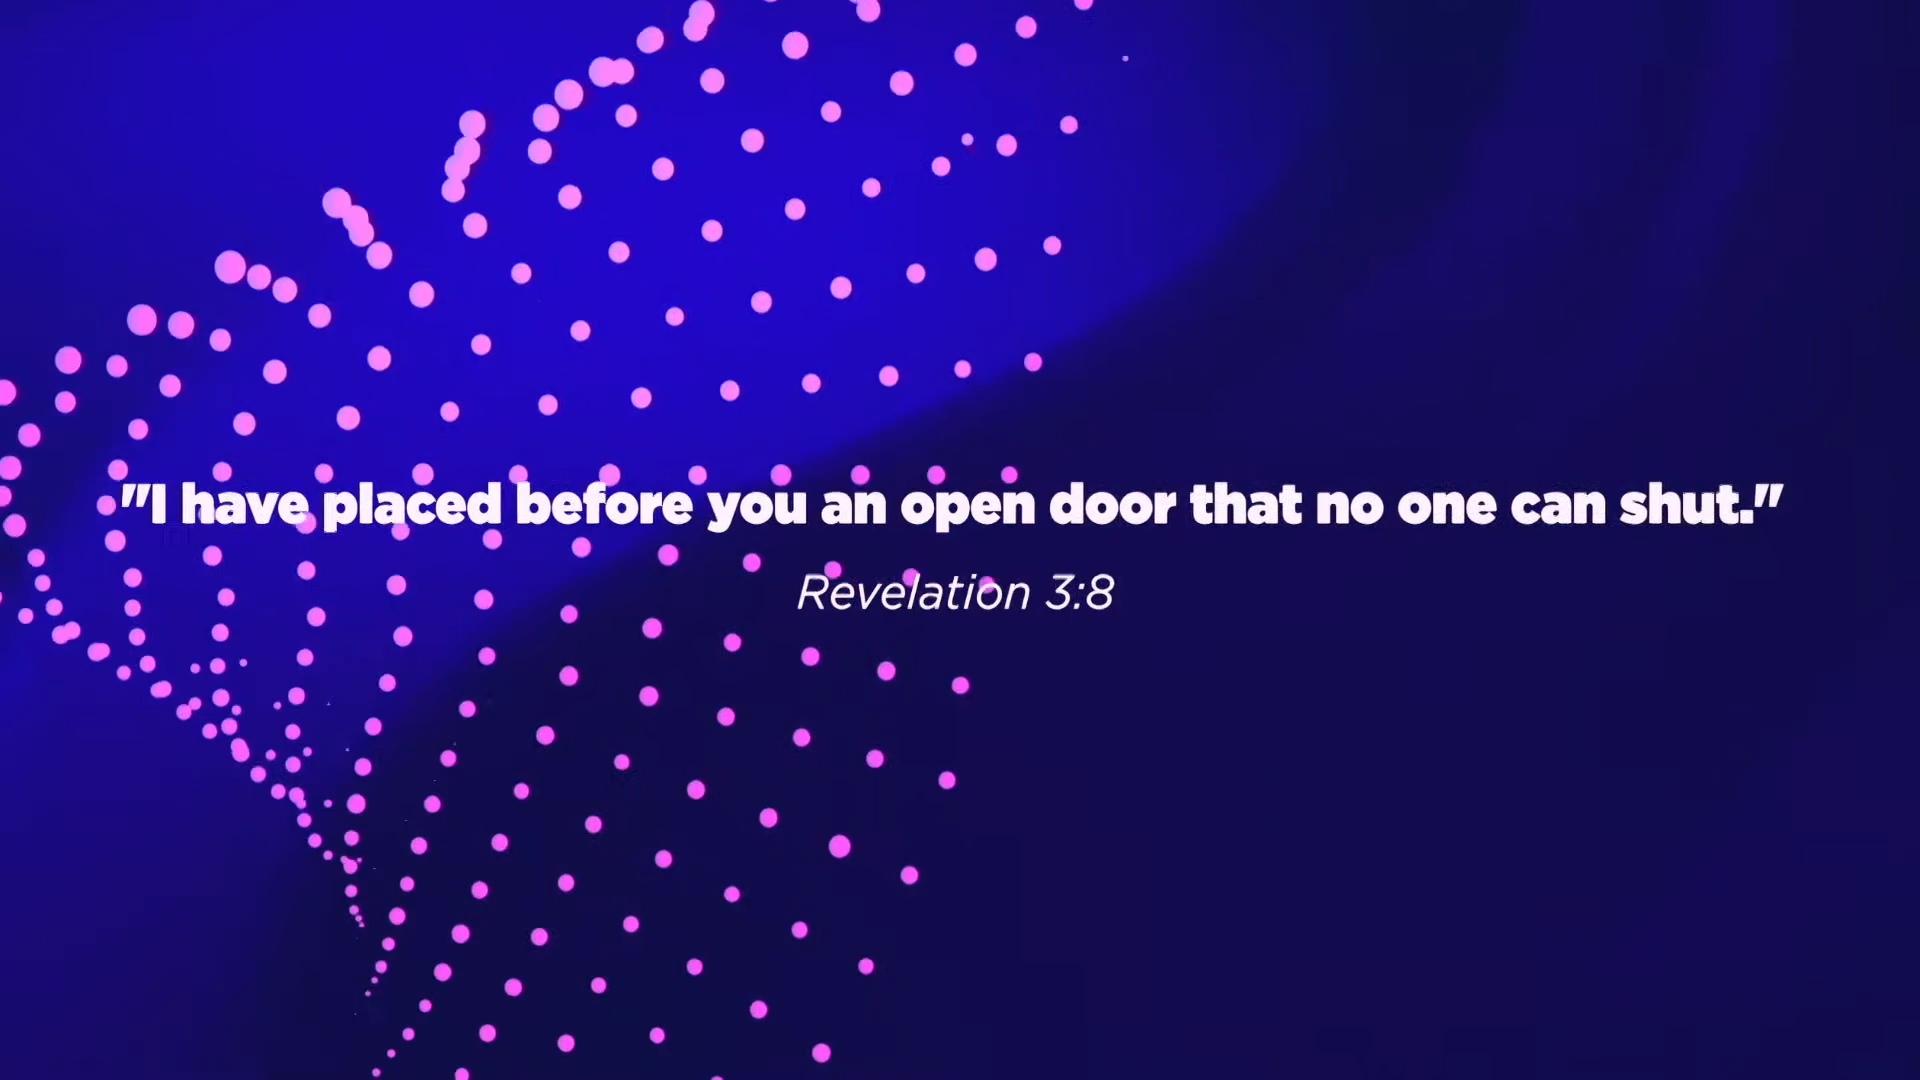 "I have placed before you an open door that no one can shut."
Revelation 3:8